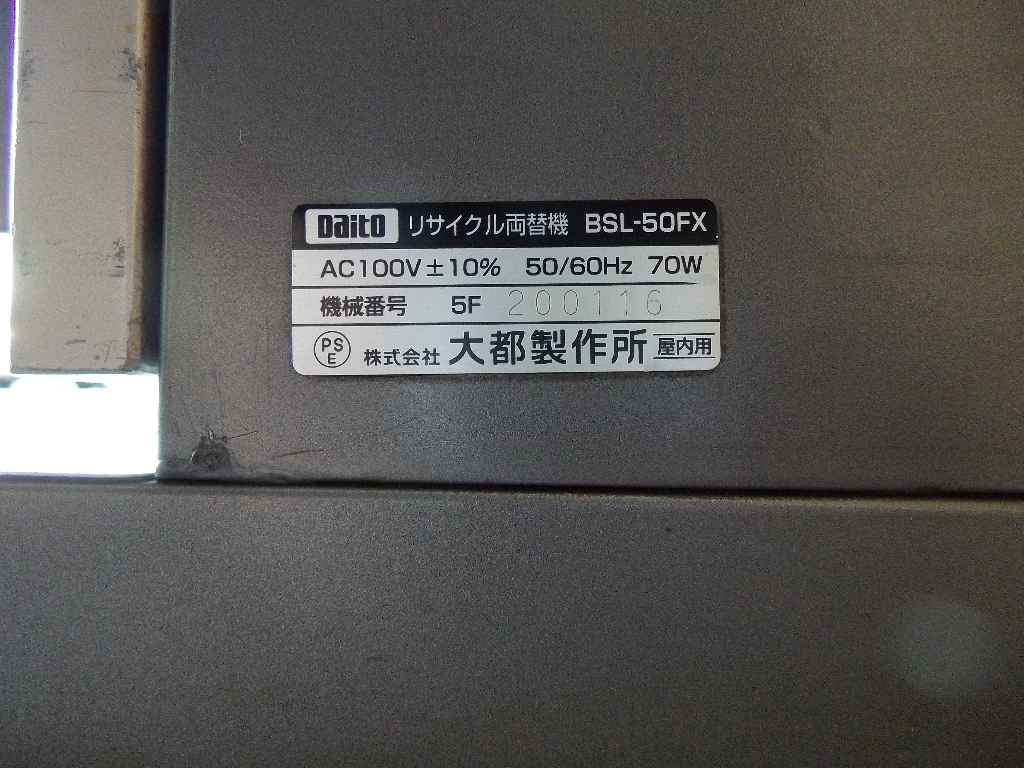 Daito リサイクル両替機 BSL-50FX
AC100V±10% 50/60Hz 70W
機械番号 5F 200116
PSE 株式会社 大都製作所 屋内用